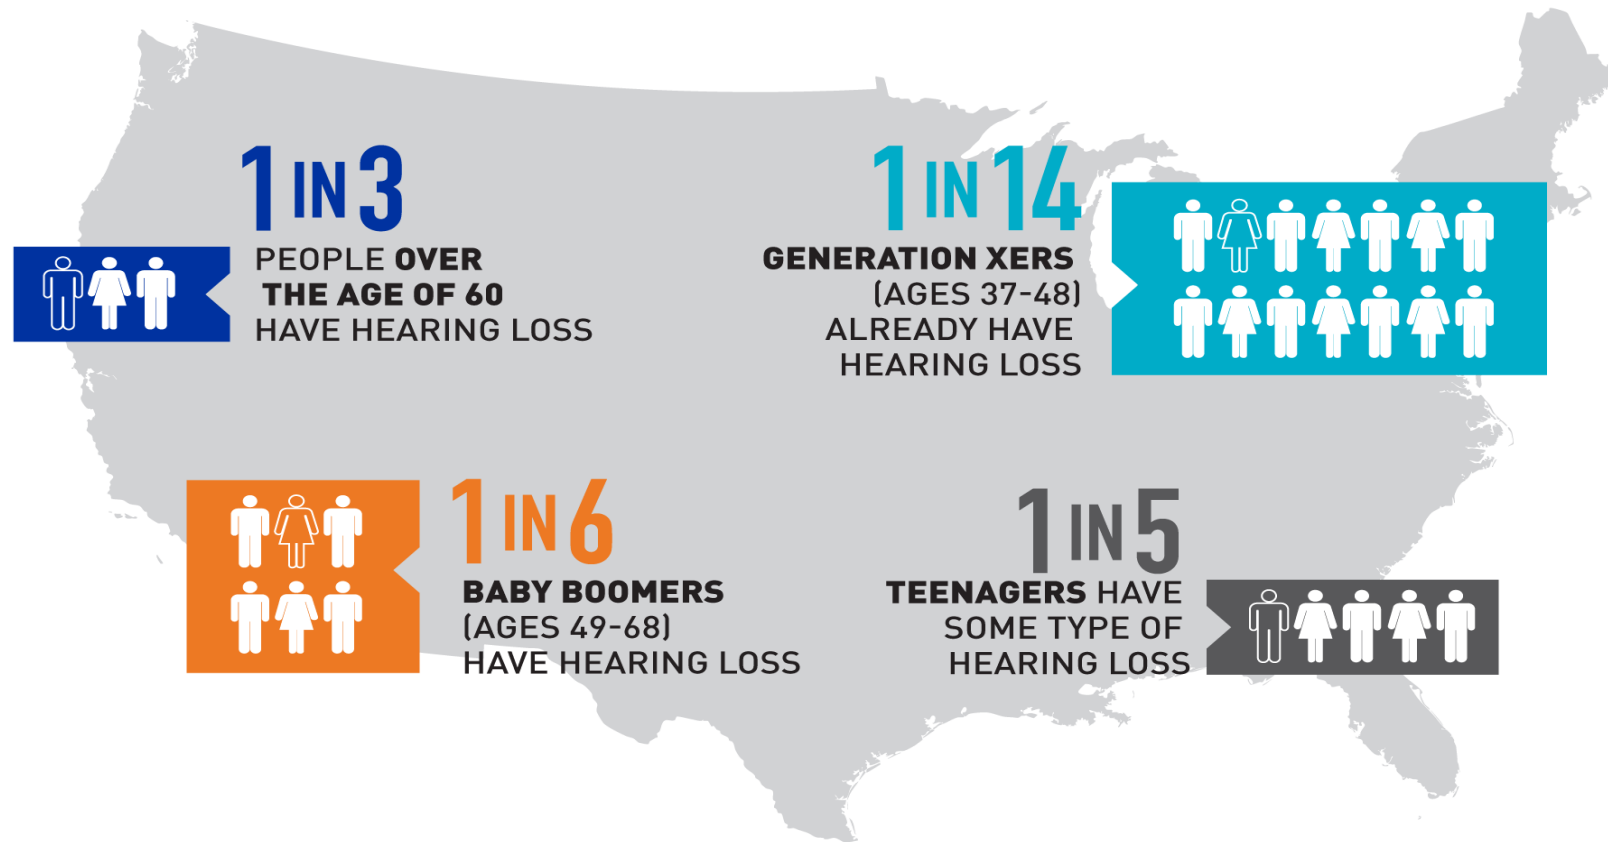 1 IN 3
PEOPLE OVER
THE AGE OF 60
HAVE HEARING LOSS
1 IN 14
GENERATION XERS
(AGES 37-48)
ALREADY HAVE
HEARING LOSS
1 IN 6
BABY BOOMERS
(AGES 49-68)
HAVE HEARING LOSS
1 IN 5
TEENAGERS HAVE
SOME TYPE OF
HEARING LOSS